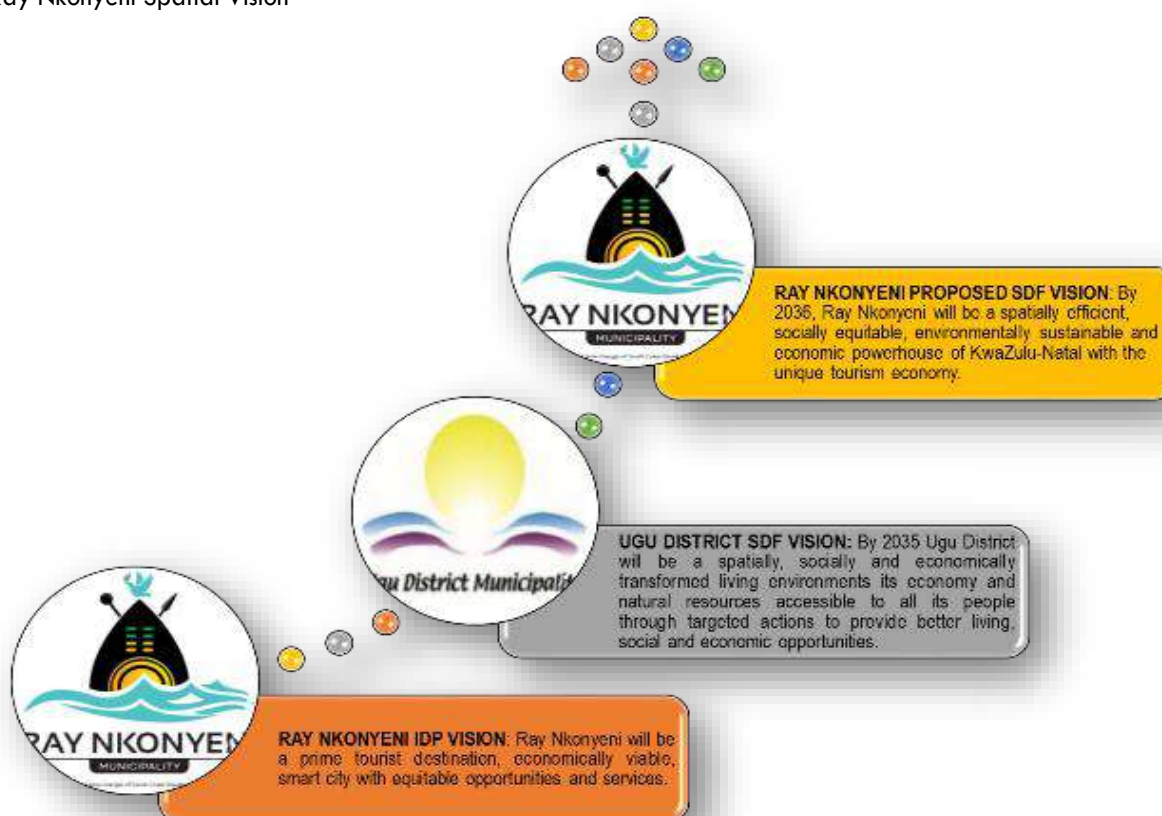 Ray Nkonyeni Spatial Vision
RAY NKONYEN
MUNICIPALITY
RAY NKONYENI PROPOSED SDF VISION: By
2036, Ray Nkonyeni will be a spatially efficient,
socially equitable, environmentally sustainable and
economic powerhouse of KwaZulu-Natal with the
unique tourism economy.
gu District Municipalit
UGU DISTRICT SDF VISION: By 2035 Ugu District
will be a spatially, socially and economically
transformed living environments its economy and
natural resources accessible to all its people
through targeted actions to provide better living,
social and economic opportunities.
RAY NKONYEN
MUNICIPALITY
RAY NKONYENI IDP VISION: Ray Nkonyeni will be
a prime tourist destination, economically viable,
smart city with equitable opportunities and services.